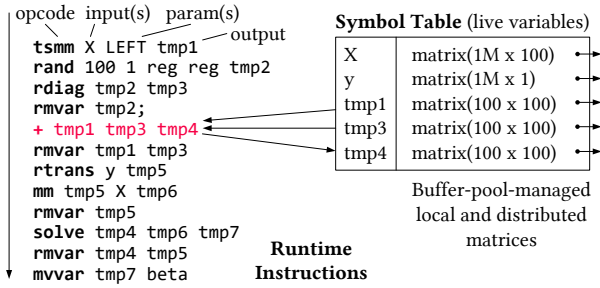 opcode input(s) param(s)
output
tsmm X LEFT tmp1
rand 100 1 reg reg tmp2
rdiag tmp2 tmp3
rmvar tmp2;
+ tmp1 tmp3 tmp4
rmvar tmp1 tmp3
rtrans y tmp5
mm tmp5 X tmp6
rmvar tmp5
solve tmp4 tmp6 tmp7
rmvar tmp4 tmp5
mvvar tmp7 beta
Runtime
Instructions
Symbol Table (live variables)
X matrix(1M x 100)
y matrix(1M x 1)
tmp1 matrix(100 x 100)
tmp3 matrix(100 x 100)
tmp4 matrix(100 x 100)
Buffer-pool-managed
local and distributed
matrices